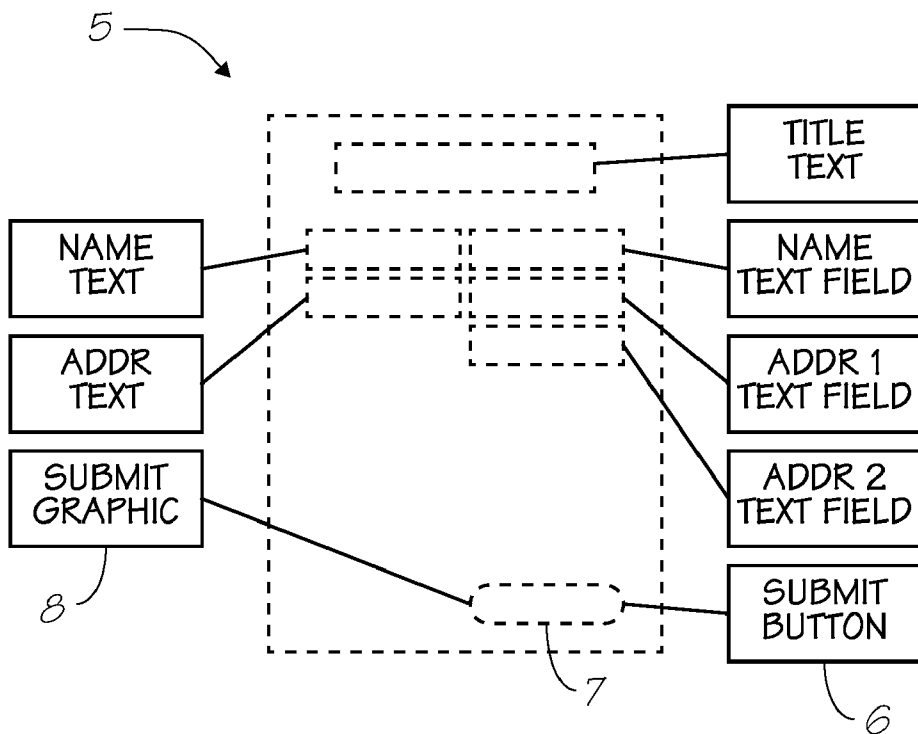 5
TITLE
TEXT
NAME
TEXT
NAME
TEXT FIELD
ADDR
TEXT
ADDR 1
TEXT FIELD
SUBMIT
GRAPHIC
ADDR 2
TEXT FIELD
8
SUBMIT
BUTTON
7
6